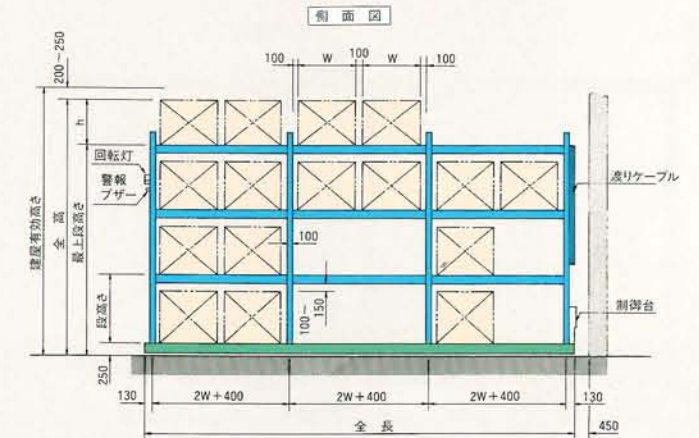 側面図
200~250
100 W 100 W 100
h
回転灯
警報
ブザー
渡りケーブル
建屋有効高さ
全高
最上段高さ
100
段高さ
100~150
制御台
250
130 2W+400 2W+400 2W+400 130
全長 450